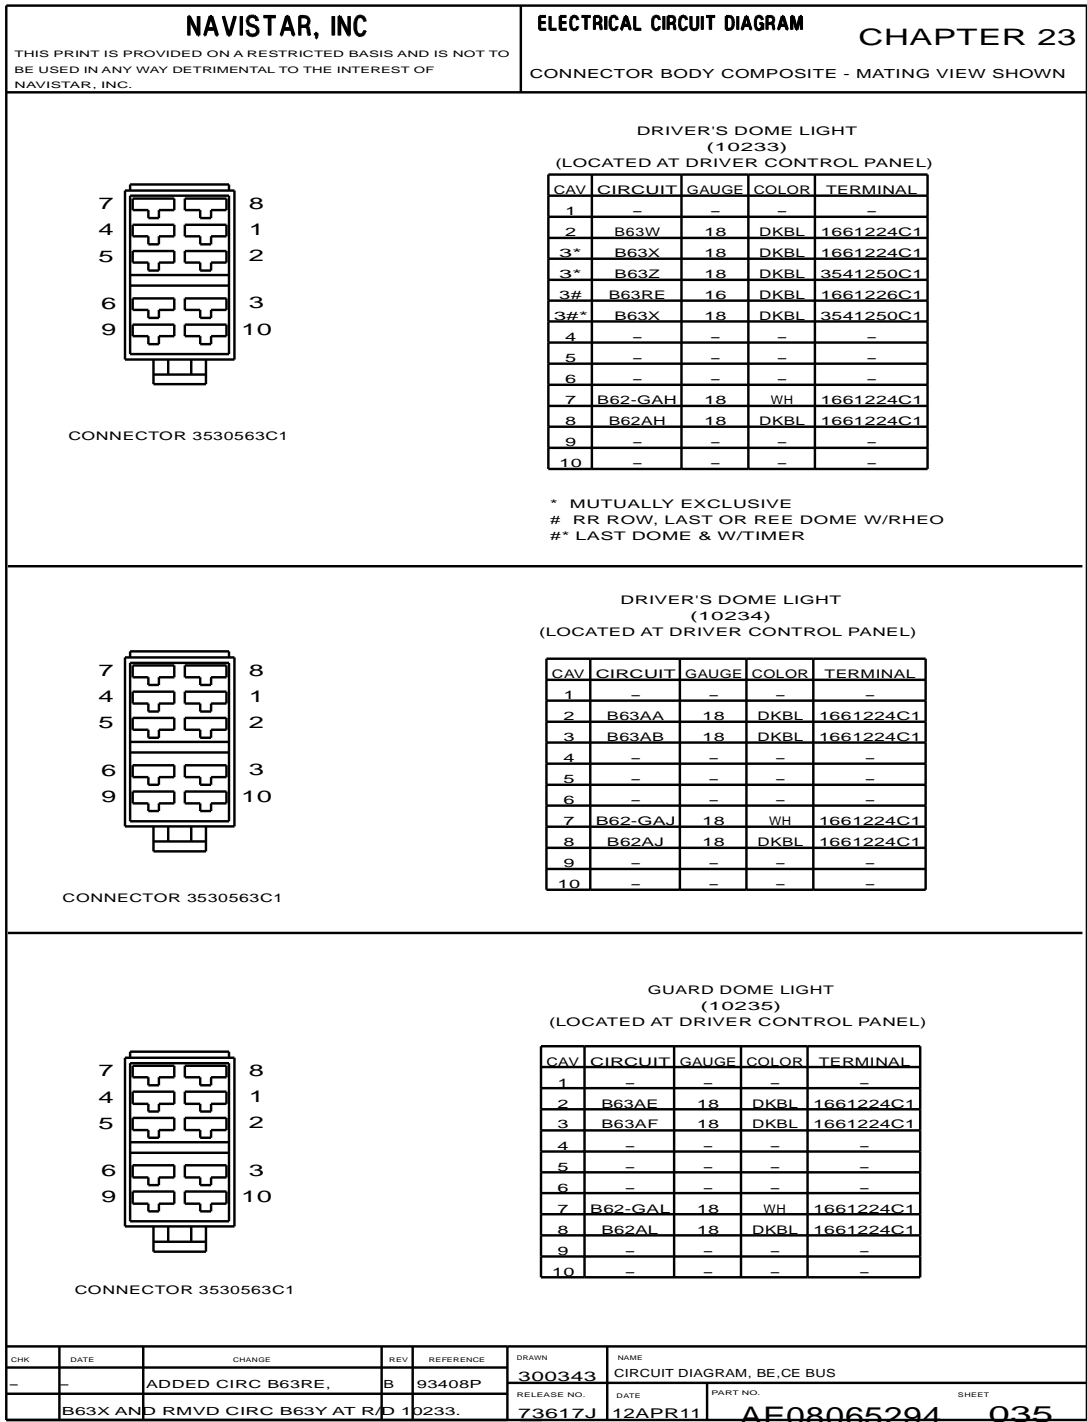 NAVISTAR, INC
THIS PRINT IS PROVIDED ON A RESTRICTED BASIS AND IS NOT TO
BE USED IN ANY WAY DETRIMENTAL TO THE INTEREST OF
NAVISTAR, INC.
ELECTRICAL CIRCUIT DIAGRAM
CHAPTER 23
CONNECTOR BODY COMPOSITE - MATING VIEW SHOWN
7 8
4 1
5 2
6 3
9 10
CONNECTOR 3530563C1
DRIVER'S DOME LIGHT
(10233)
(LOCATED AT DRIVER CONTROL PANEL)
CAV CIRCUIT GAUGE COLOR TERMINAL
1 – – – –
2 B63W 18 DKBL 1661224C1
3* B63X 18 DKBL 1661224C1
3* B63Z 18 DKBL 3541250C1
3# B63RE 16 DKBL 1661226C1
3#* B63X 18 DKBL 3541250C1
4 – – – –
5 – – – –
6 – – – –
7 B62-GAH 18 WH 1661224C1
8 B62AH 18 DKBL 1661224C1
9 – – – –
10 – – – –
* MUTUALLY EXCLUSIVE
# RR ROW, LAST OR REE DOME W/RHEO
#* LAST DOME & W/TIMER
7 8
4 1
5 2
6 3
9 10
CONNECTOR 3530563C1
DRIVER'S DOME LIGHT
(10234)
(LOCATED AT DRIVER CONTROL PANEL)
CAV CIRCUIT GAUGE COLOR TERMINAL
1 – – – –
2 B63AA 18 DKBL 1661224C1
3 B63AB 18 DKBL 1661224C1
4 – – – –
5 – – – –
6 – – – –
7 B62-GAJ 18 WH 1661224C1
8 B62AJ 18 DKBL 1661224C1
9 – – – –
10 – – – –
7 8
4 1
5 2
6 3
9 10
CONNECTOR 3530563C1
GUARD DOME LIGHT
(10235)
(LOCATED AT DRIVER CONTROL PANEL)
CAV CIRCUIT GAUGE COLOR TERMINAL
1 – – – –
2 B63AE 18 DKBL 1661224C1
3 B63AF 18 DKBL 1661224C1
4 – – – –
5 – – – –
6 – – – –
7 B62-GAL 18 WH 1661224C1
8 B62AL 18 DKBL 1661224C1
9 – – – –
10 – – – –
CHK DATE CHANGE REV REFERENCE
– – ADDED CIRC B63RE, B 93408P
B63X AND RMVD CIRC B63Y AT R/D 10233.
DRAWN
300343
NAME
CIRCUIT DIAGRAM, BE,CE BUS
RELEASE NO.
73617J
DATE
12APR11
PART NO.
AE08065294
SHEET
035